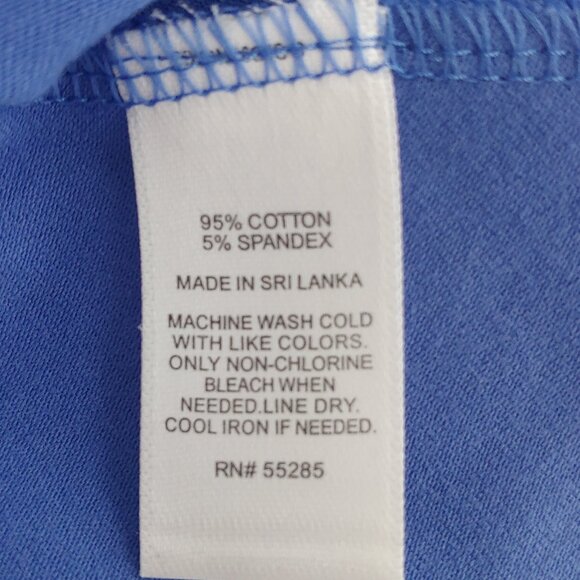 95% COTTON
5% SPANDEX
MADE IN SRI LANKA
MACHINE WASH COLD
WITH LIKE COLORS.
ONLY NON-CHLORINE
BLEACH WHEN
NEEDED.LINE DRY.
COOL IRON IF NEEDED.
RN# 55285